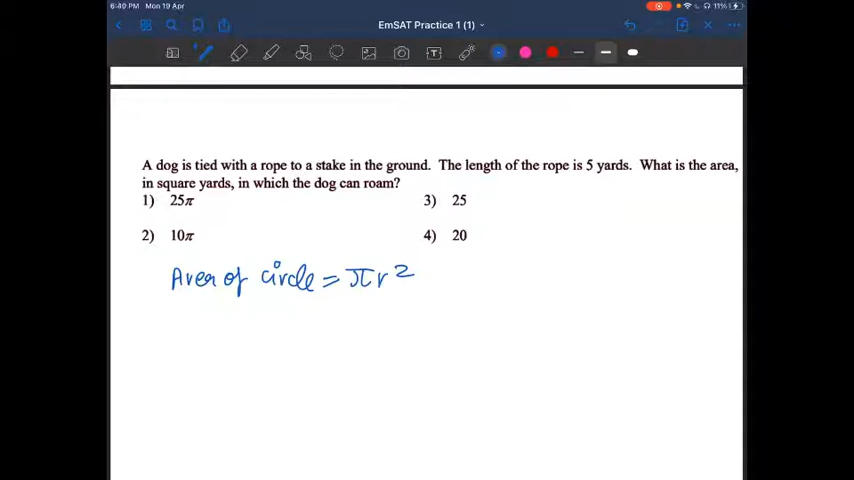 6:40 PM Mon 19 Apr
11%
EmSAT Practice 1 (1)
A dog is tied with a rope to a stake in the ground. The length of the rope is 5 yards. What is the area,
in square yards, in which the dog can roam?
1) 25π
3) 25
2) 10π
4) 20
Area of circle = πr²